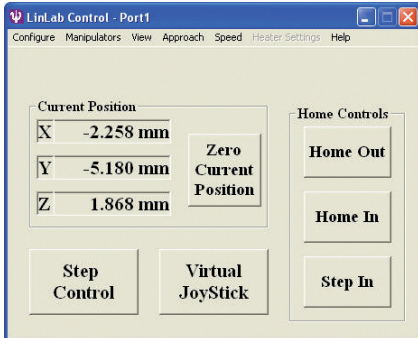 LinLab Control - Port1
Configure Manipulators View Approach Speed Heater Settings Help
Current Position
X -2.258 mm
Y -5.180 mm
Z 1.868 mm
Zero
Current
Position
Home Controls
Home Out
Home In
Step In
Step
Control
Virtual
JoyStick